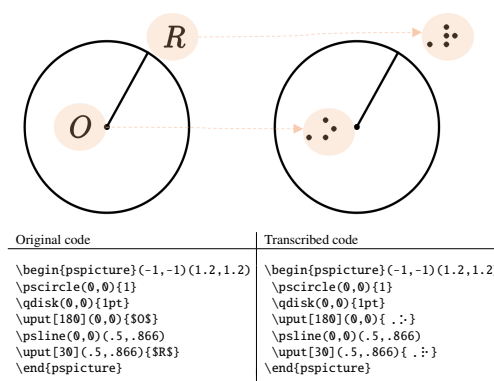 R
⠠⠗
O
⠠⠕
Original code
\begin{pspicture}(-1,-1)(1.2,1.2)
\pscircle(0,0){1}
\qdisk(0,0){1pt}
\uput[180](0,0){$O$}
\psline(0,0)(.5,.866)
\uput[30](.5,.866){$R$}
\end{pspicture}
Transcribed code
\begin{pspicture}(-1,-1)(1.2,1.2
\pscircle(0,0){1}
\qdisk(0,0){1pt}
\uput[180](0,0){⠠⠕}
\psline(0,0)(.5,.866)
\uput[30](.5,.866){⠠⠗}
\end{pspicture}